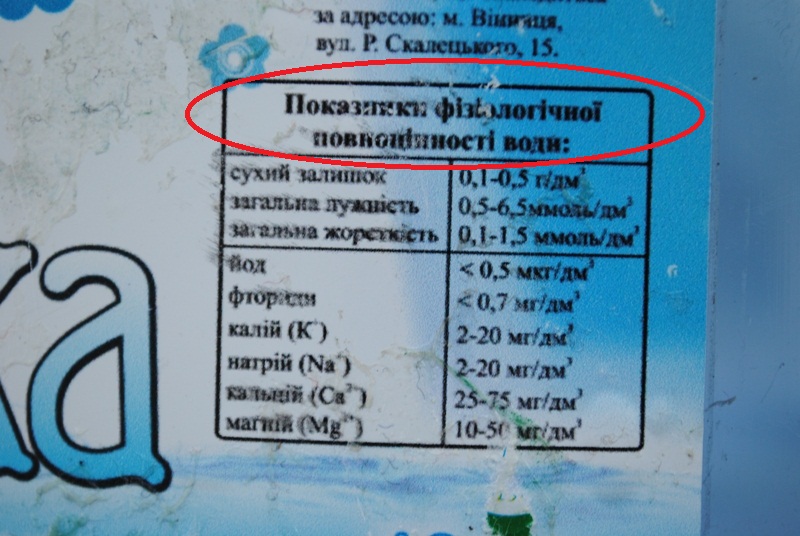 за адресою: м. Вінниця,
вул. Р. Скалецького, 15.
Показники фізіологічної
повноцінності води:
сухий залишок 0,1-0,5 г/дм³
загальна лужність 0,5-6,5ммоль/дм³
загальна жорсткість 0,1-1,5 ммоль/дм³
йод < 0,5 мкг/дм³
фториди < 0,7 мг/дм³
калій (K⁺) 2-20 мг/дм³
натрій (Na⁺) 2-20 мг/дм³
кальцій (Ca²⁺) 25-75 мг/дм³
магній (Mg²⁺) 10-50 мг/дм³
ка